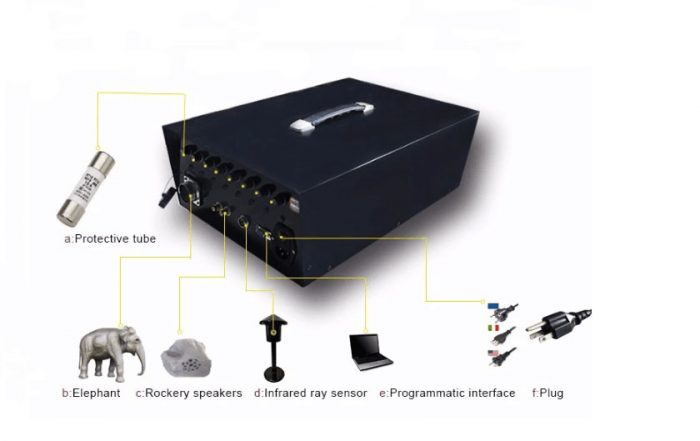 a:Protective tube
b:Elephant c:Rockery speakers d:Infrared ray sensor e:Programmatic interface f:Plug